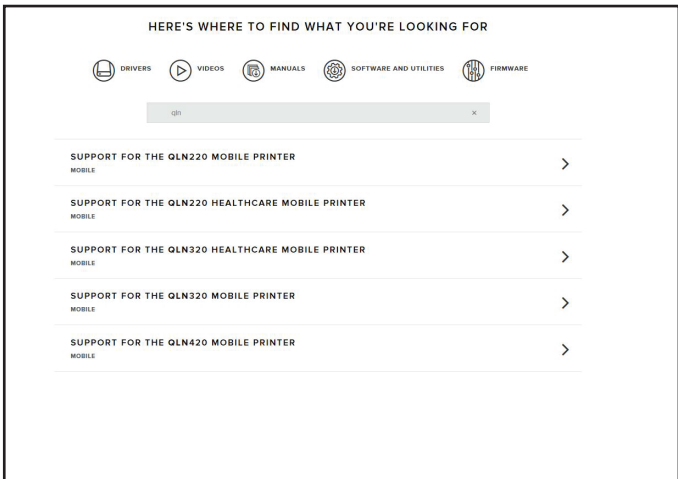 HERE'S WHERE TO FIND WHAT YOU'RE LOOKING FOR
DRIVERS VIDEOS MANUALS SOFTWARE AND UTILITIES FIRMWARE
qln ×
SUPPORT FOR THE QLN220 MOBILE PRINTER
MOBILE
SUPPORT FOR THE QLN220 HEALTHCARE MOBILE PRINTER
MOBILE
SUPPORT FOR THE QLN320 HEALTHCARE MOBILE PRINTER
MOBILE
SUPPORT FOR THE QLN320 MOBILE PRINTER
MOBILE
SUPPORT FOR THE QLN420 MOBILE PRINTER
MOBILE